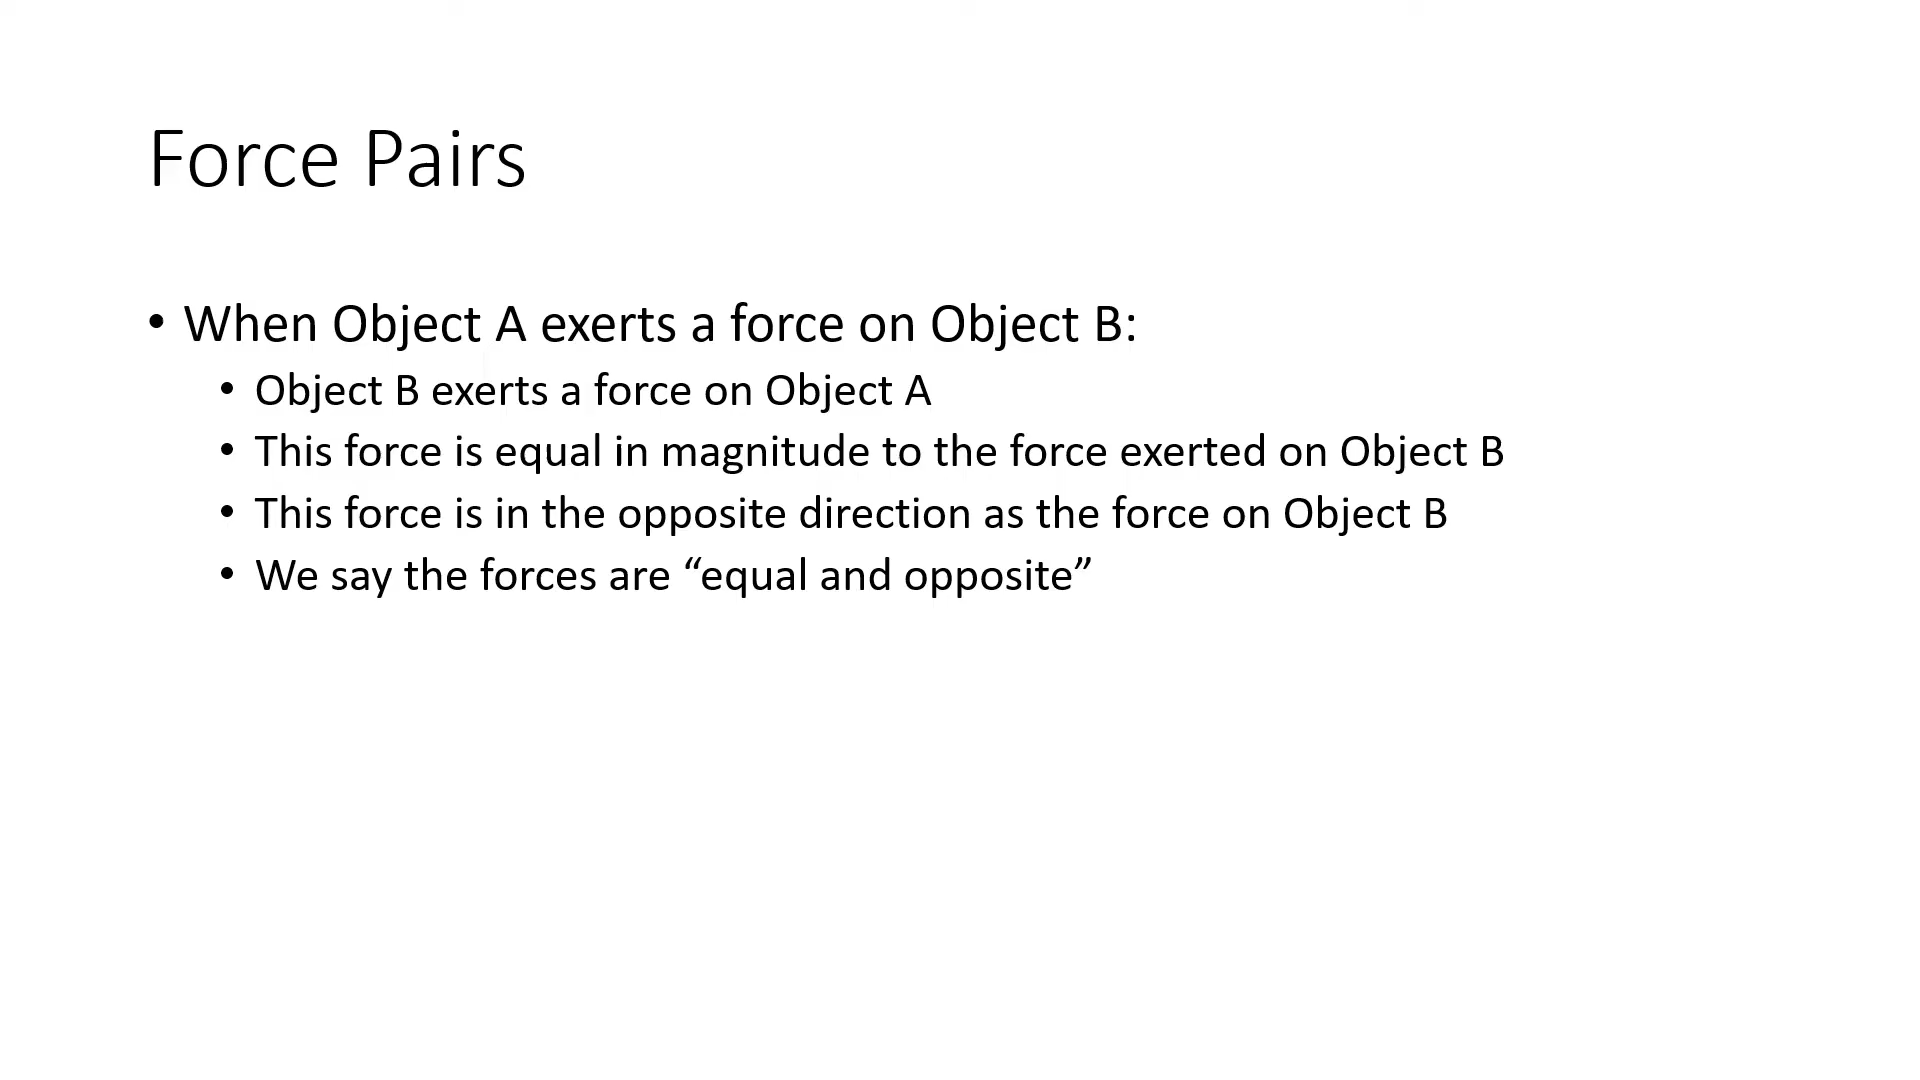 Force Pairs
• When Object A exerts a force on Object B:
• Object B exerts a force on Object A
• This force is equal in magnitude to the force exerted on Object B
• This force is in the opposite direction as the force on Object B
• We say the forces are “equal and opposite”